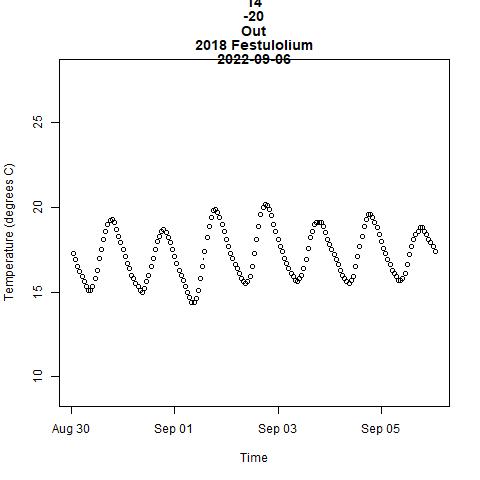 14
-20
Out
2018 Festulolium
2022-09-06
Temperature (degrees C)
25
20
15
10
Aug 30
Sep 01
Sep 03
Sep 05
Time